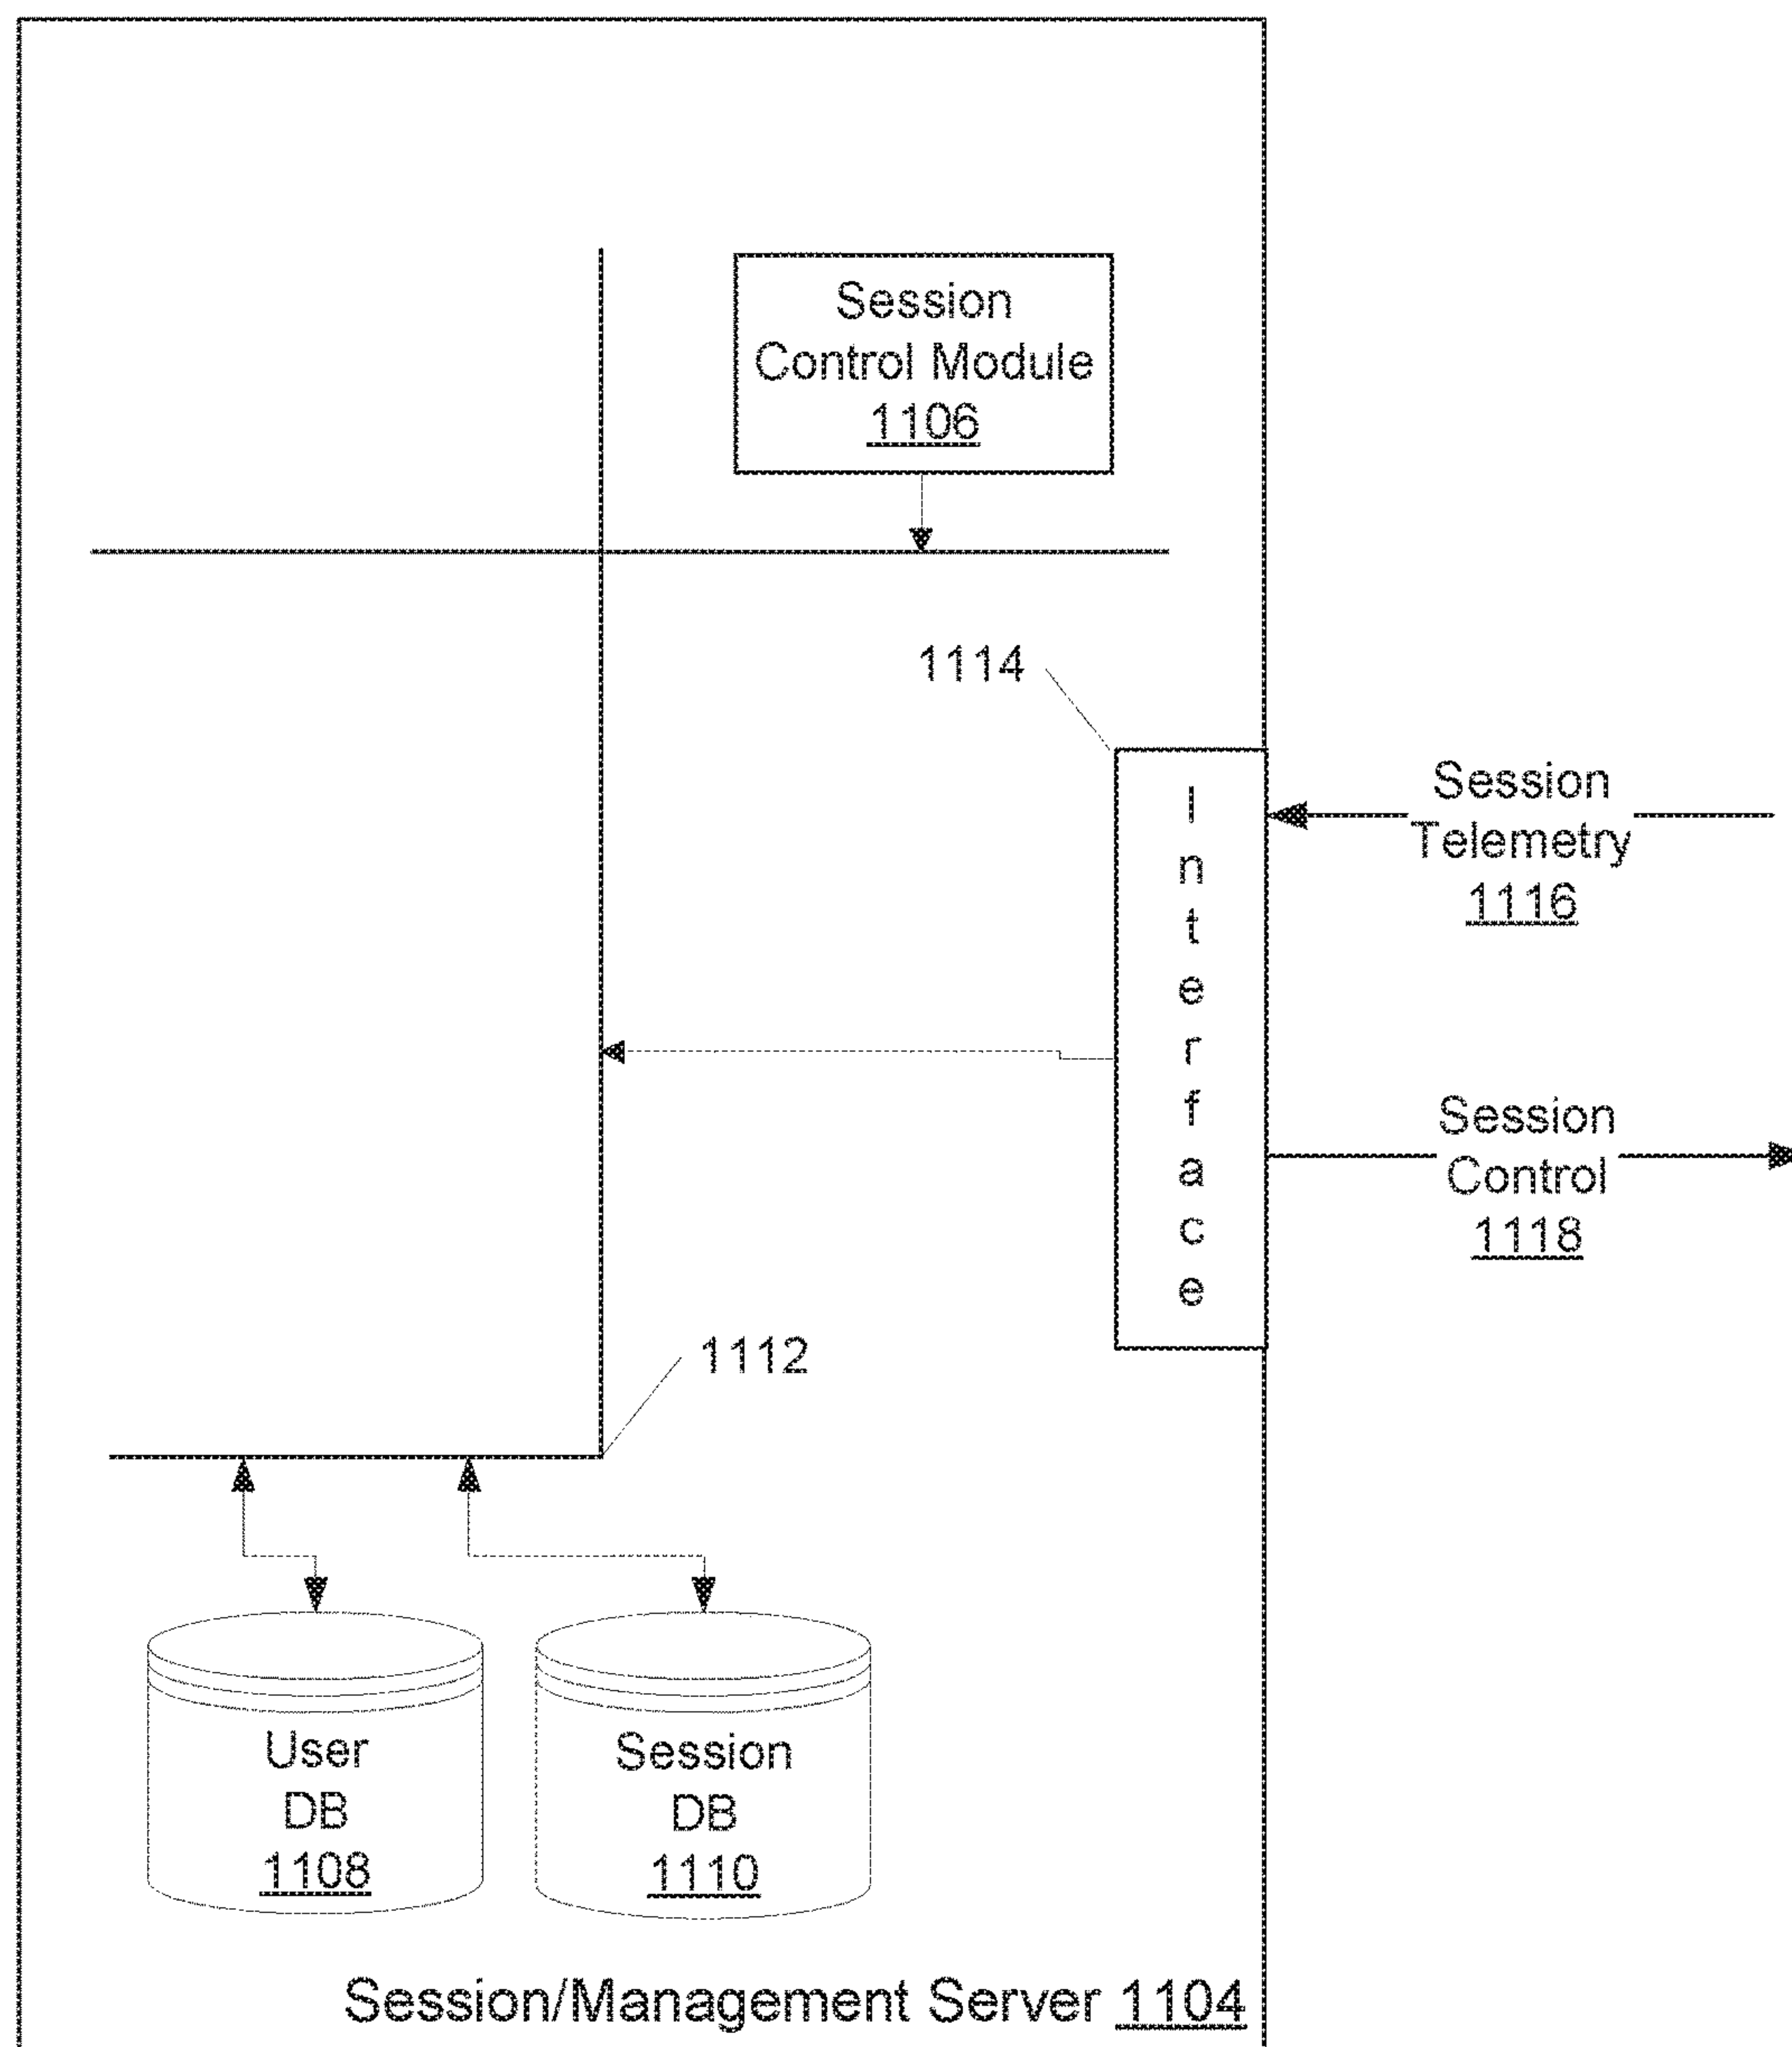 Session
Control Module
1106
1114
Interface
Session
Telemetry
1116
Session
Control
1118
1112
User
DB
1108
Session
DB
1110
Session/Management Server 1104